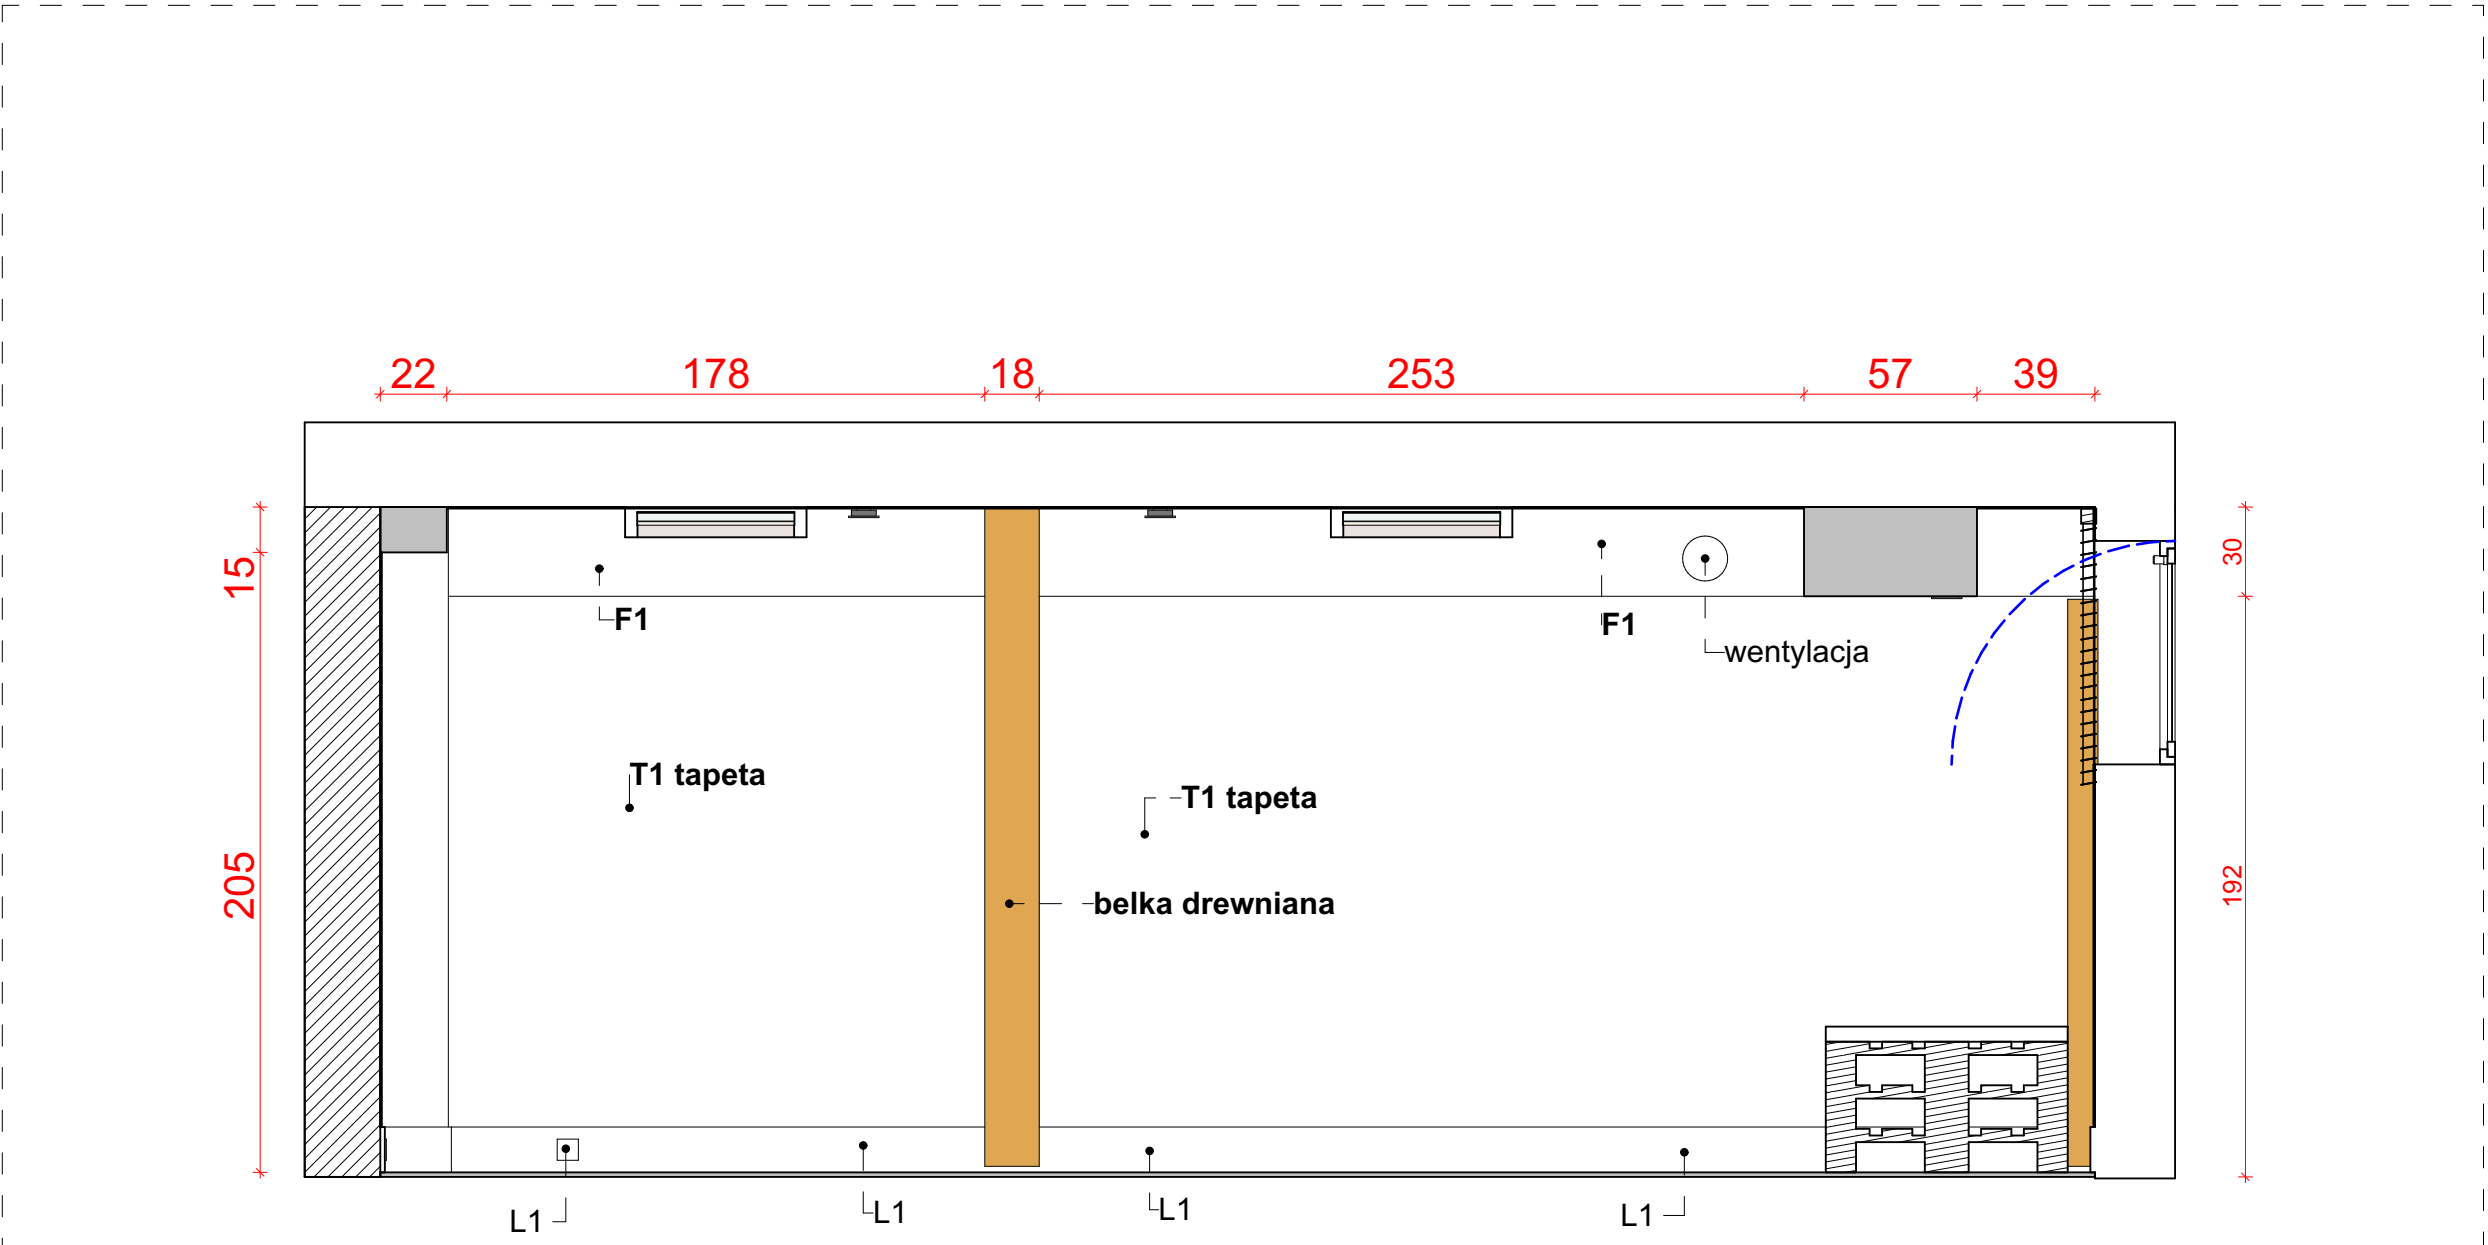 22 178 18 253 57 39
15
30
F1
F1
wentylacja
T1 tapeta
T1 tapeta
205
192
belka drewniana
L1
L1
L1
L1